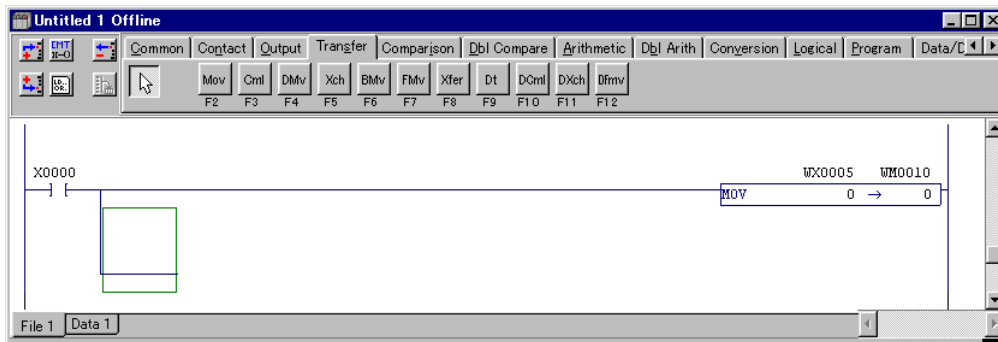 Untitled 1 Offline
CMT
Common Contact Output Transfer Comparison Dbl Compare Arithmetic Dbl Arith Conversion Logical Program Data/C
Mov Cml DMv Xch BMv FMv Xfer Dt DCml DXch Dfmv
F2 F3 F4 F5 F6 F7 F8 F9 F10 F11 F12
X0000 WX0005 WM0010
MOV 0 → 0
File 1 Data 1